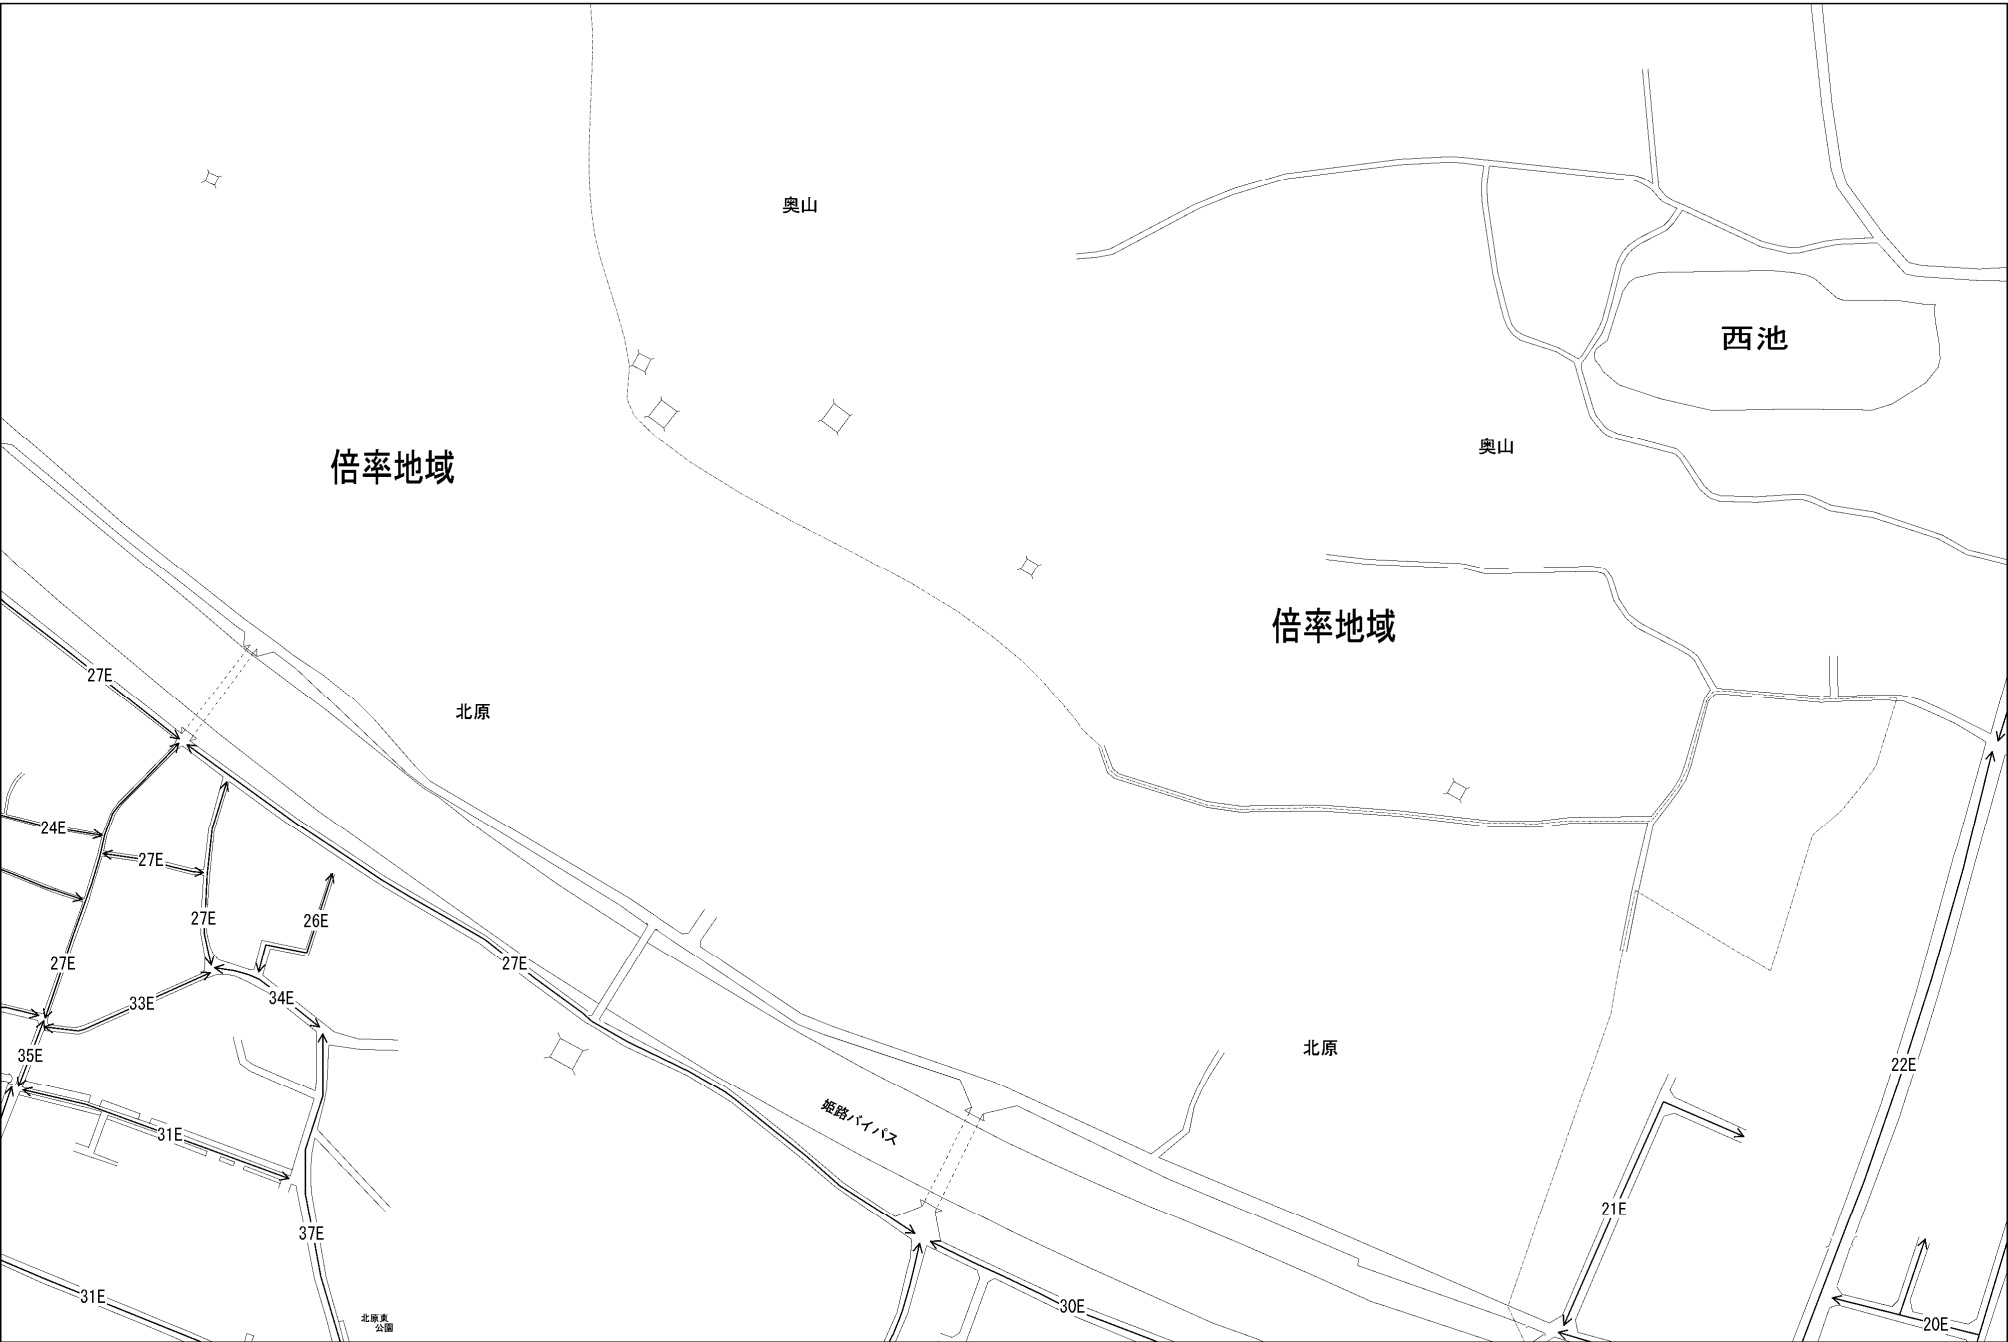 奥山
西池
奥山
倍率地域
倍率地域
27E
北原
24E
27E
27E
26E
27E
27E
33E
34E
北原
35E
22E
姫路バイパス
31E
21E
37E
31E
30E
北原東
公園
20E